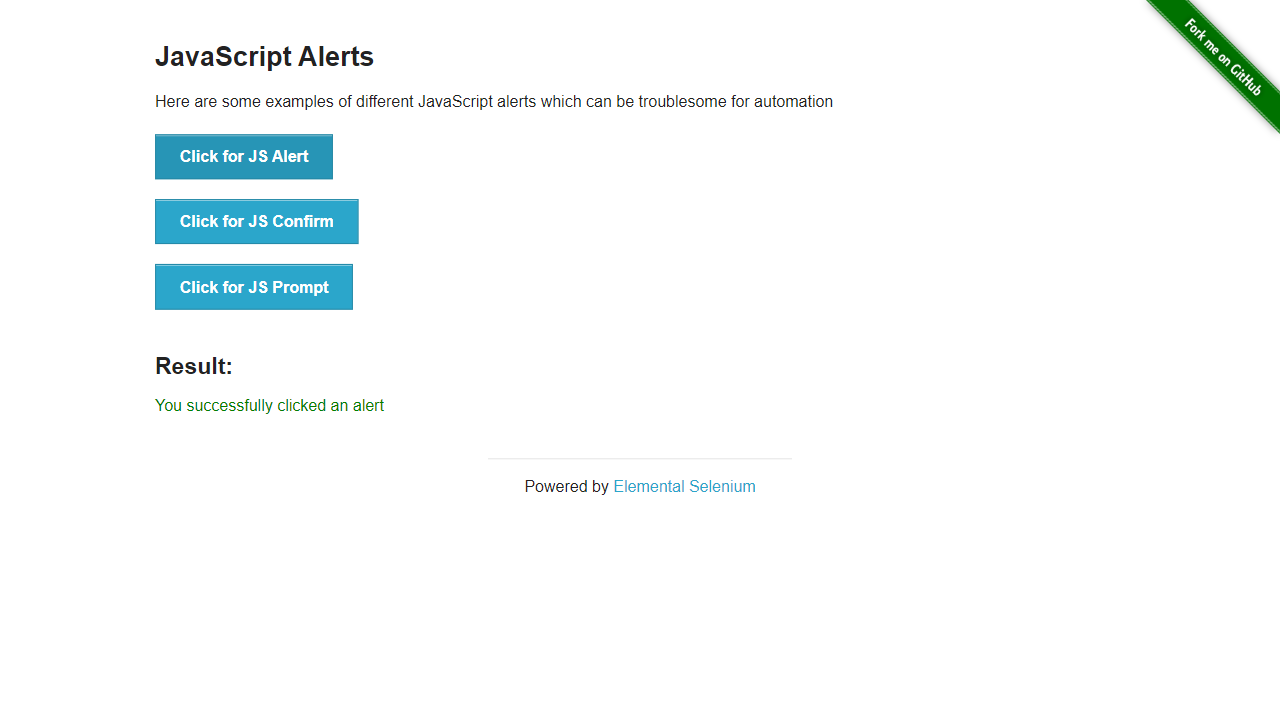 Fork me on GitHub
JavaScript Alerts
Here are some examples of different JavaScript alerts which can be troublesome for automation
Click for JS Alert
Click for JS Confirm
Click for JS Prompt
Result:
You successfully clicked an alert
Powered by Elemental Selenium